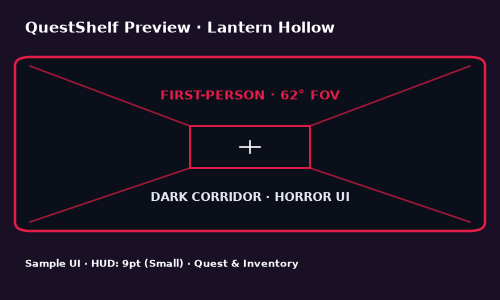 QuestShelf Preview · Lantern Hollow
FIRST-PERSON · 62° FOV
DARK CORRIDOR · HORROR UI
Sample UI · HUD: 9pt (Small) · Quest & Inventory